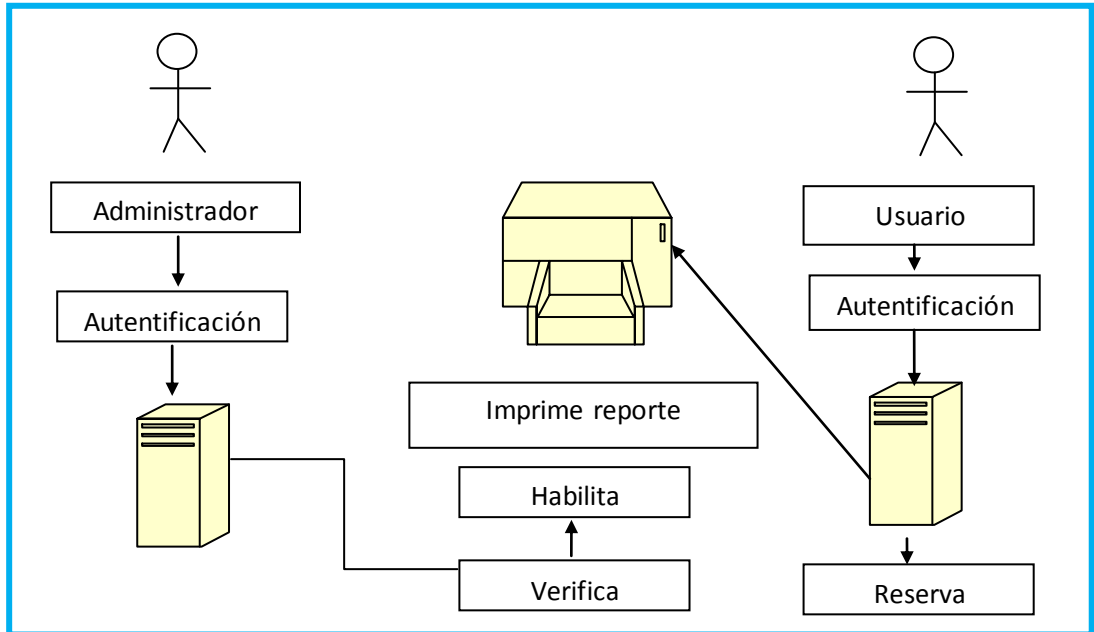 Administrador
Usuario
Autentificación
Autentificación
Imprime reporte
Habilita
Verifica
Reserva